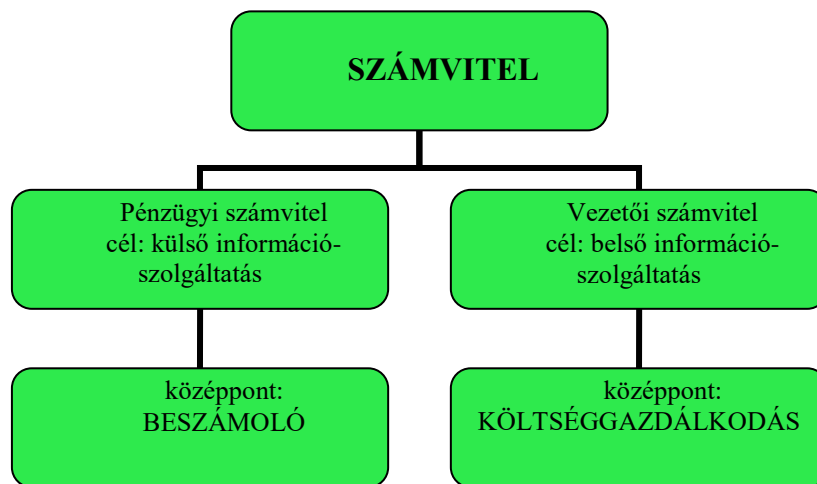 SZÁMVITEL
Pénzügyi számvitel
cél: külső információ-
szolgáltatás
Vezetői számvitel
cél: belső információ-
szolgáltatás
középpont:
BESZÁMOLÓ
középpont:
KÖLTSÉGGAZDÁLKODÁS